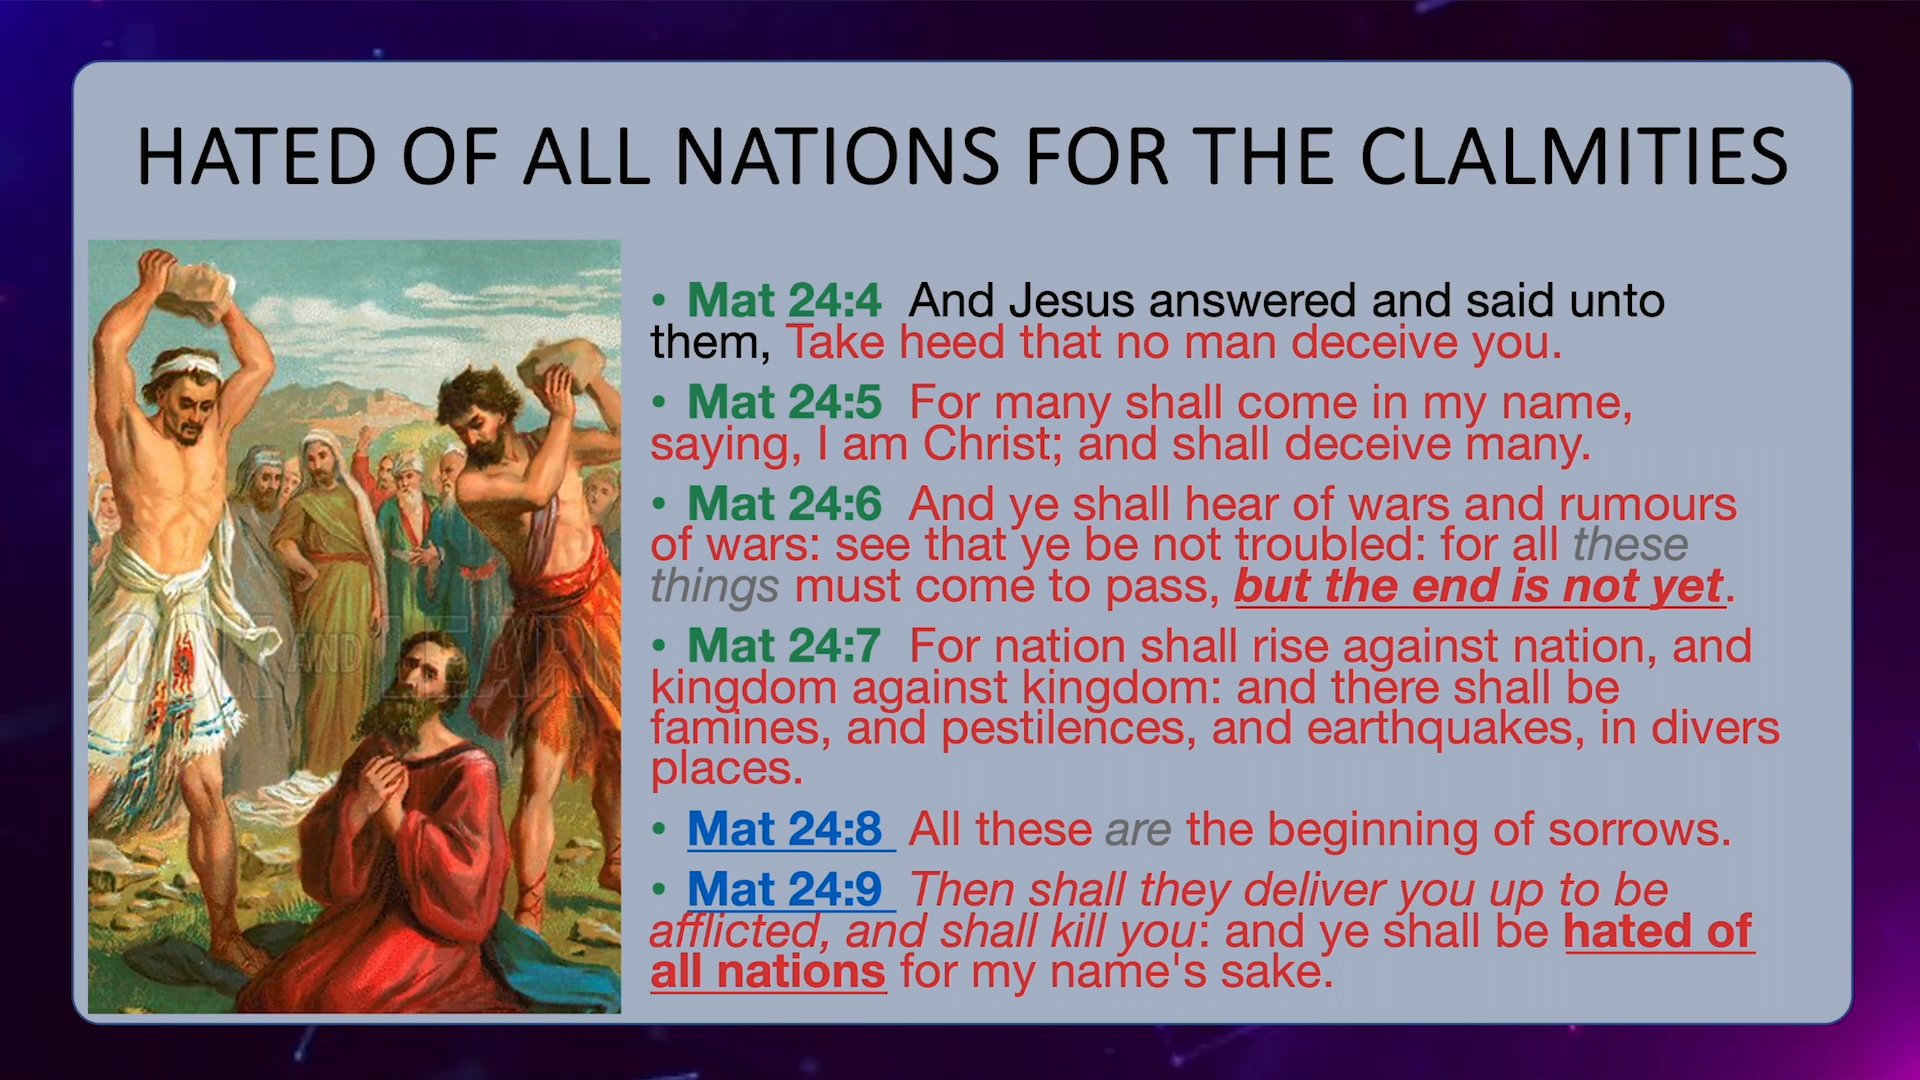 HATED OF ALL NATIONS FOR THE CLALMITIES
• Mat 24:4 And Jesus answered and said unto
them, Take heed that no man deceive you.
• Mat 24:5 For many shall come in my name,
saying, I am Christ; and shall deceive many.
• Mat 24:6 And ye shall hear of wars and rumours
of wars: see that ye be not troubled: for all these
things must come to pass, but the end is not yet.
• Mat 24:7 For nation shall rise against nation, and
kingdom against kingdom: and there shall be
famines, and pestilences, and earthquakes, in divers
places.
• Mat 24:8 All these are the beginning of sorrows.
• Mat 24:9 Then shall they deliver you up to be
afflicted, and shall kill you: and ye shall be hated of
all nations for my name's sake.
AND LEARN